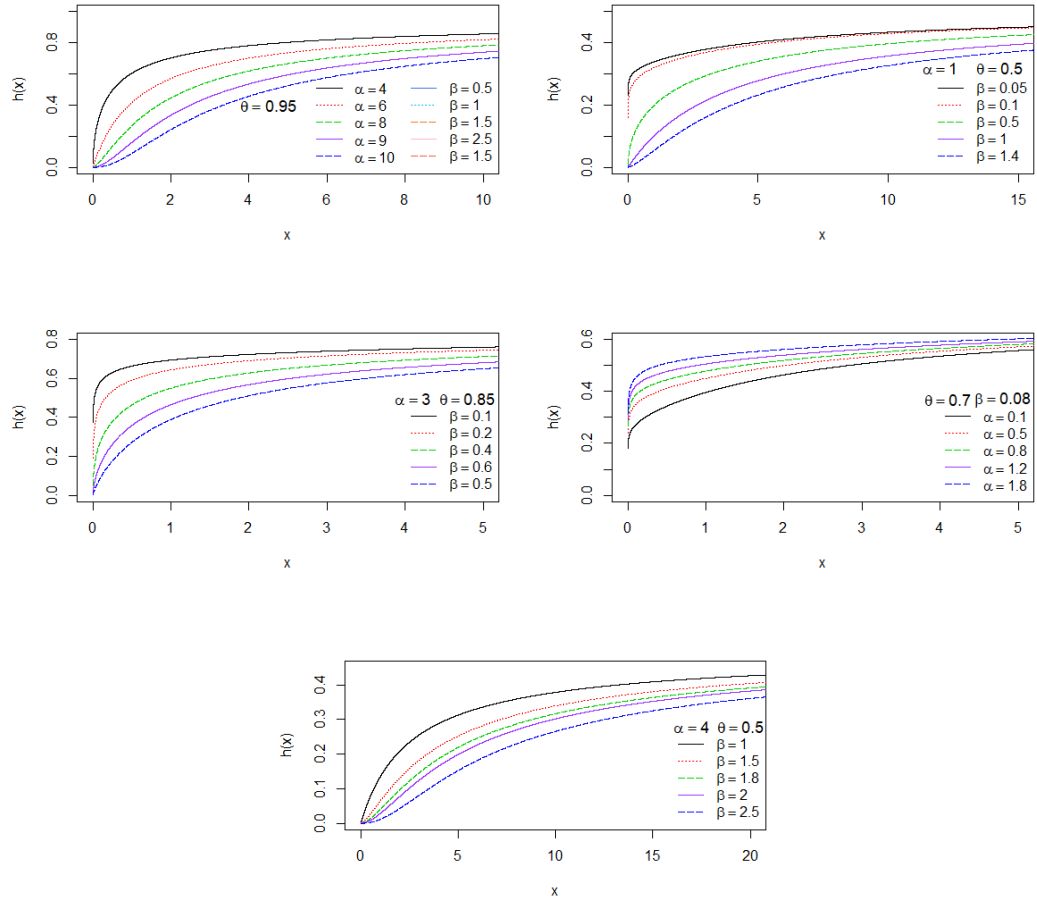 h(x)
0.0 0.4 0.8
θ = 0.95
α = 4 β = 0.5
α = 6 β = 1
α = 8 β = 1.5
α = 9 β = 2.5
α = 10 β = 1.5
0 2 4 6 8 10
x
h(x)
0.0 0.2 0.4
α = 1 θ = 0.5
β = 0.05
β = 0.1
β = 0.5
β = 1
β = 1.4
0 5 10 15
x
h(x)
0.0 0.2 0.4 0.6 0.8
α = 3 θ = 0.85
β = 0.1
β = 0.2
β = 0.4
β = 0.6
β = 0.5
0 1 2 3 4 5
x
h(x)
0.0 0.2 0.4 0.6
θ = 0.7 β = 0.08
α = 0.1
α = 0.5
α = 0.8
α = 1.2
α = 1.8
0 1 2 3 4 5
x
h(x)
0.0 0.1 0.2 0.3 0.4
α = 4 θ = 0.5
β = 1
β = 1.5
β = 1.8
β = 2
β = 2.5
0 5 10 15 20
x